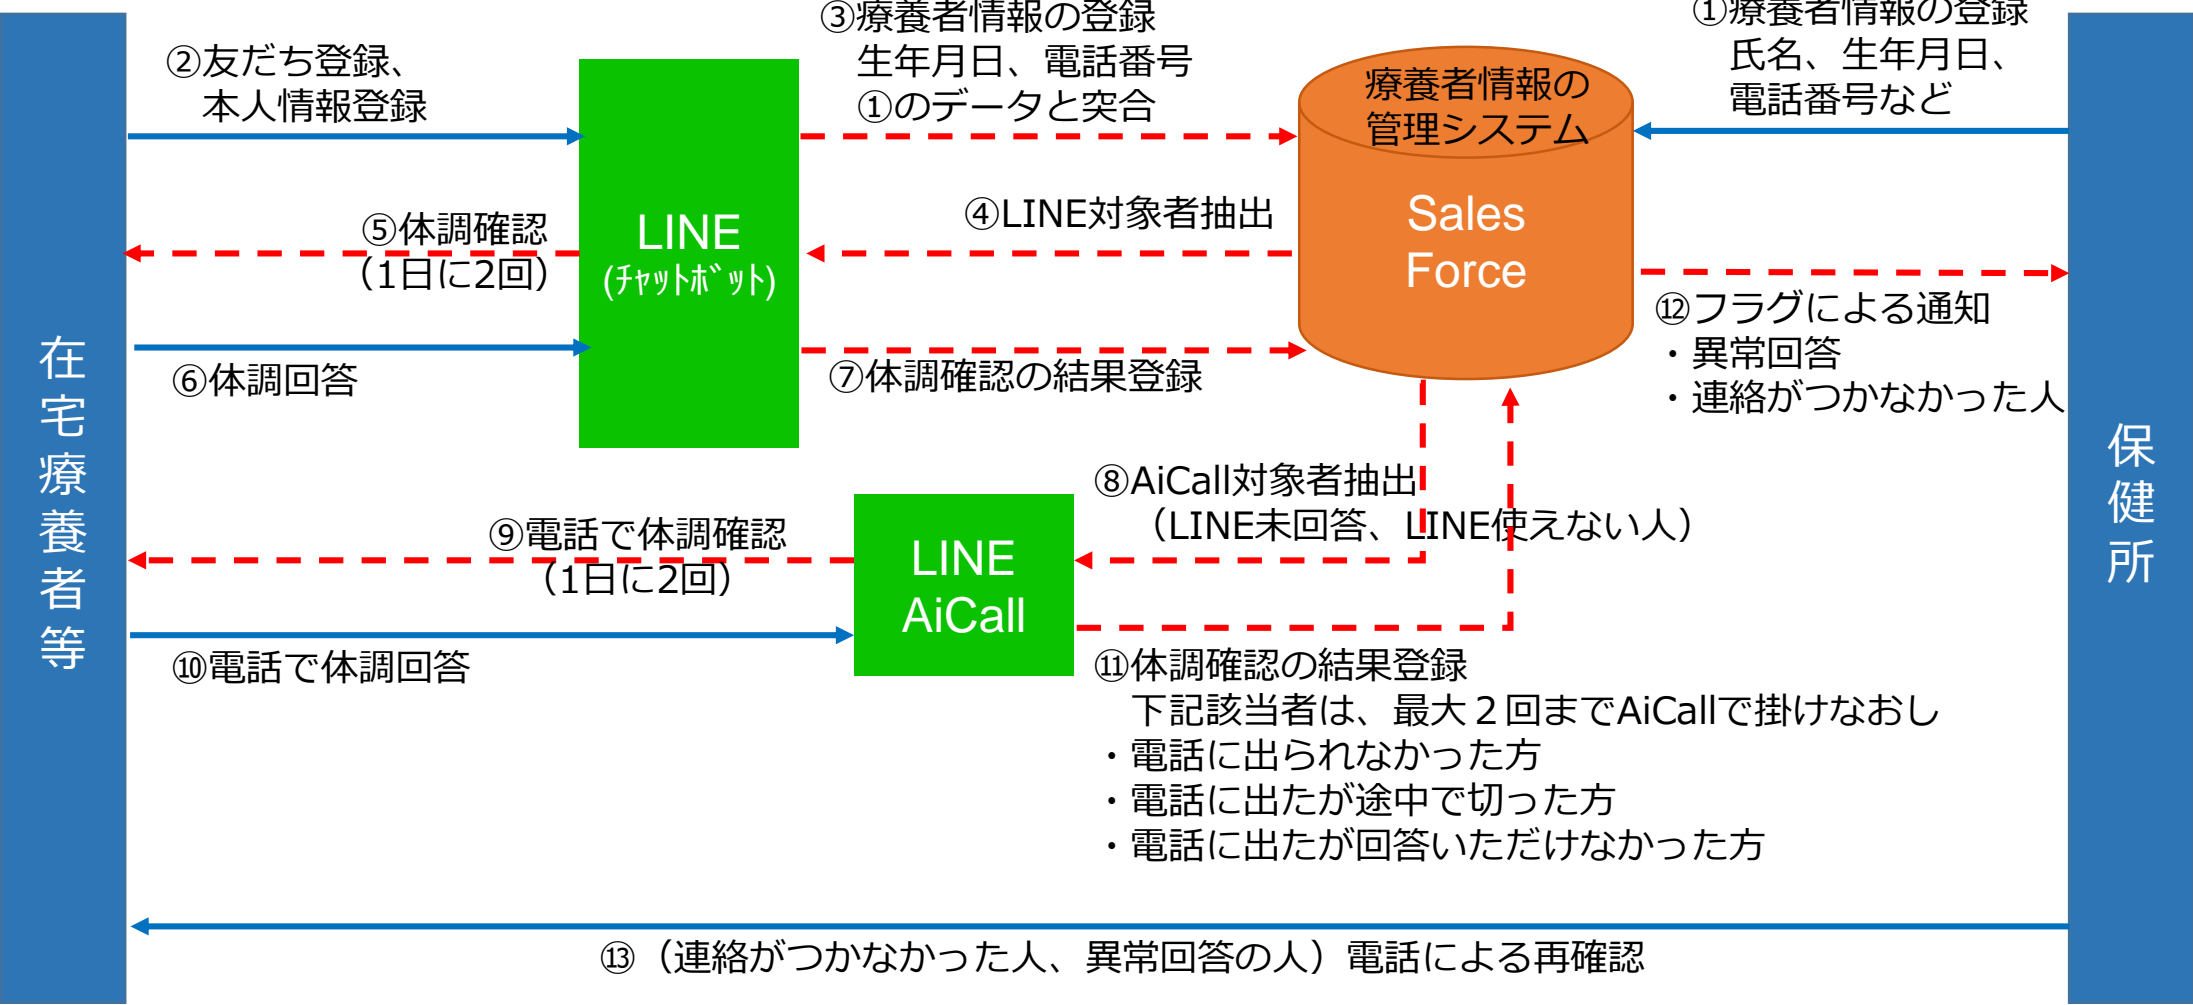 ③療養者情報の登録
生年月日、電話番号
①のデータと突合
①療養者情報の登録
氏名、生年月日、
電話番号など
②友だち登録、
本人情報登録
療養者情報の
管理システム
Sales
Force
④LINE対象者抽出
⑤体調確認
（1日に2回）
LINE
(ﾁｬｯﾄﾎﾞｯﾄ)
⑥体調回答
⑦体調確認の結果登録
⑫フラグによる通知
・異常回答
・連絡がつかなかった人
在宅療養者等
保健所
⑧AiCall対象者抽出
（LINE未回答、LINE使えない人）
⑨電話で体調確認
（1日に2回）
LINE
AiCall
⑩電話で体調回答
⑪体調確認の結果登録
下記該当者は、最大２回までAiCallで掛けなおし
・電話に出られなかった方
・電話に出たが途中で切った方
・電話に出たが回答いただけなかった方
⑬（連絡がつかなかった人、異常回答の人）電話による再確認